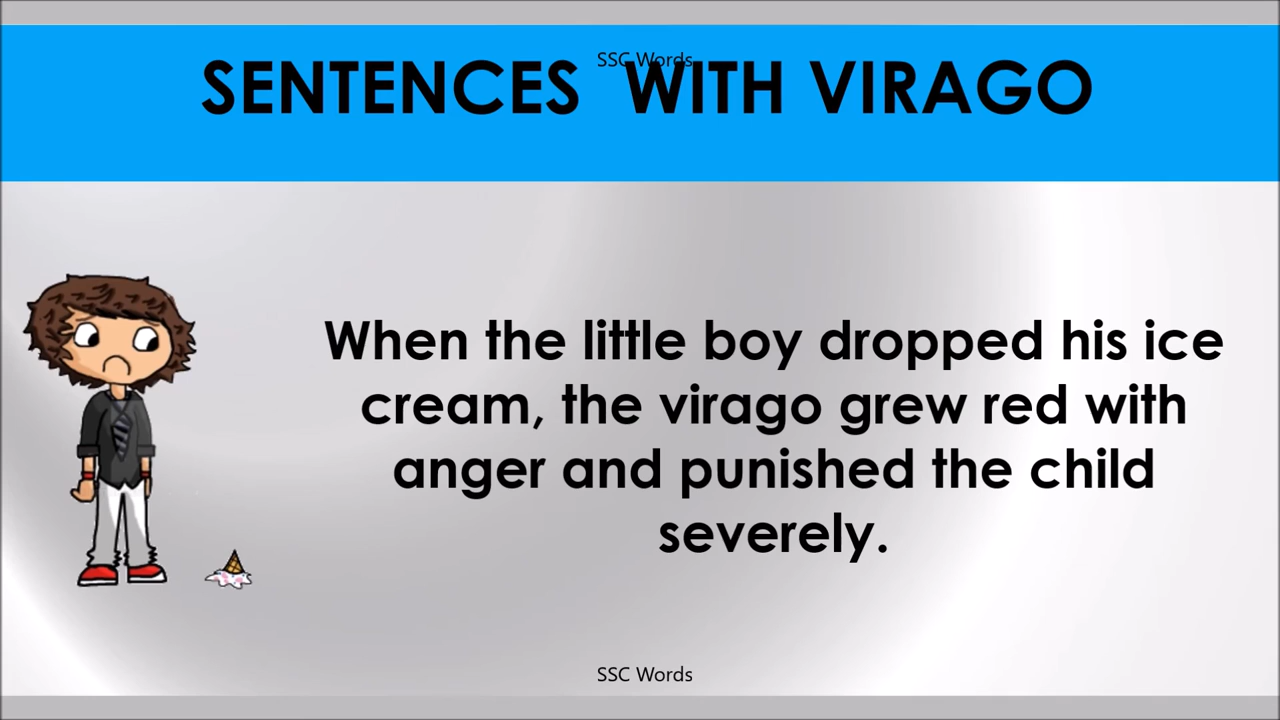 SSC Words
SENTENCES WITH VIRAGO
When the little boy dropped his ice
cream, the virago grew red with
anger and punished the child
severely.
SSC Words